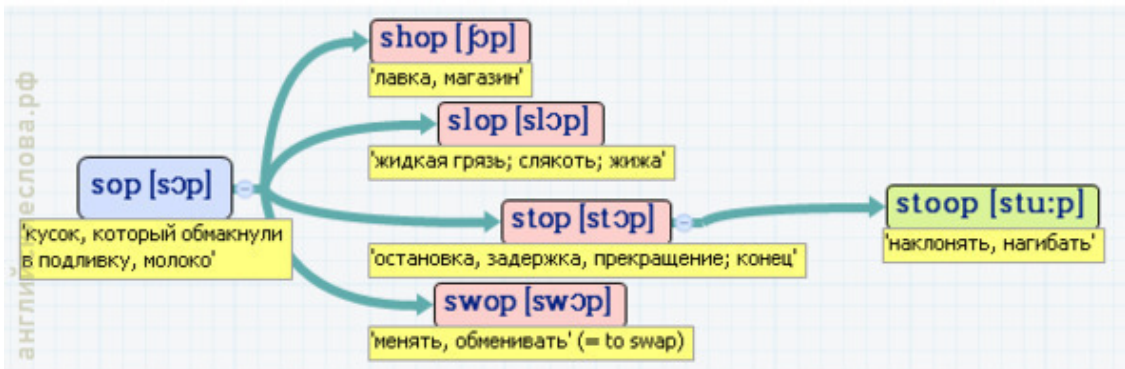 shop [ʃɔp]
'лавка, магазин'
slop [slɔp]
'жидкая грязь; слякоть; жижа'
sop [sɔp]
'кусок, который обмакнули
в подливку, молоко'
stop [stɔp]
'остановка, задержка, прекращение; конец'
stoop [stu:p]
'наклонять, нагибать'
swop [swɔp]
'менять, обменивать' (= to swap)